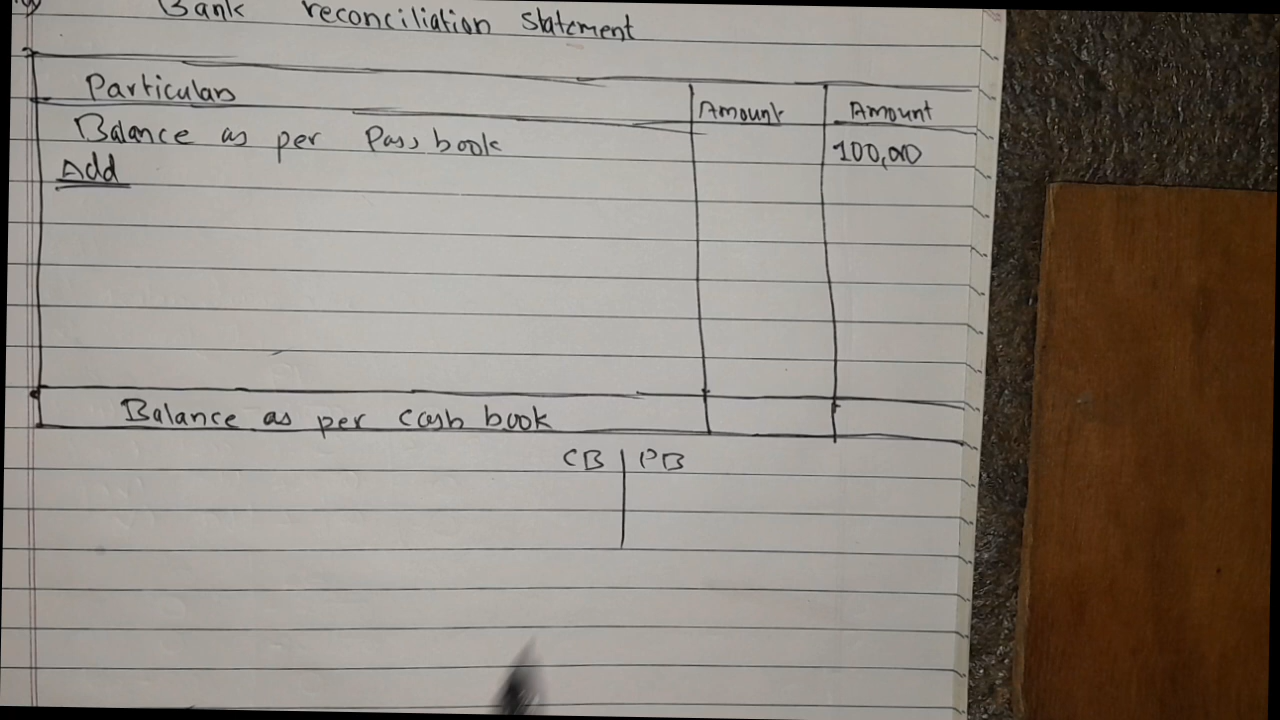 Bank reconciliation statement
Particulars Amount Amount
Balance as per Pass book 100,000
Add
Balance as per cash book
CB PB